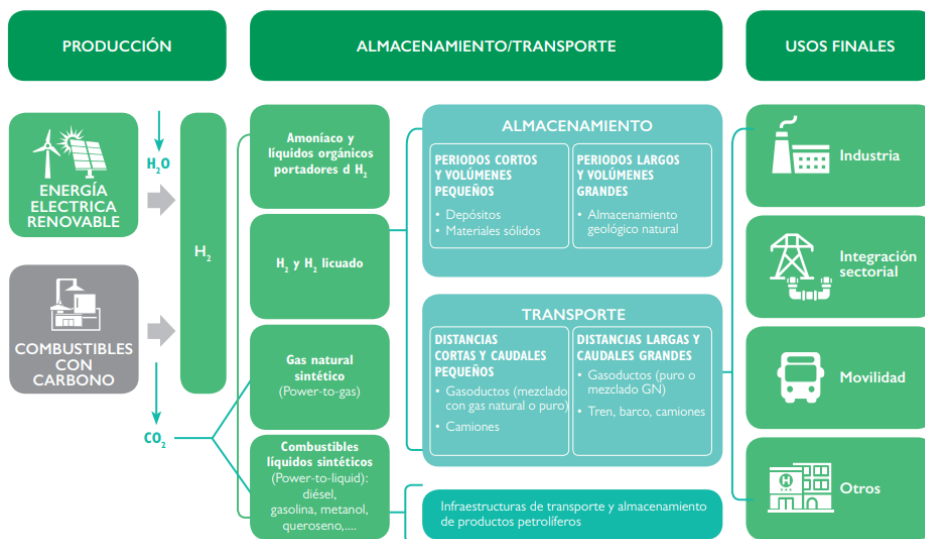 PRODUCCIÓN
ALMACENAMIENTO/TRANSPORTE
USOS FINALES
ENERGÍA
ELECTRICA
RENOVABLE
H₂O
COMBUSTIBLES
CON
CARBONO
CO₂
H₂
Amoníaco y
líquidos orgánicos
portadores d H₂
H₂ y H₂ licuado
Gas natural
sintético
(Power-to-gas)
Combustibles
líquidos sintéticos
(Power-to-liquid):
diésel,
gasolina, metanol,
queroseno,....
ALMACENAMIENTO
PERIODOS CORTOS
Y VOLÚMENES
PEQUEÑOS
• Depósitos
• Materiales sólidos
PERIODOS LARGOS
Y VOLÚMENES
GRANDES
• Almacenamiento
geológico natural
TRANSPORTE
DISTANCIAS
CORTAS Y CAUDALES
PEQUEÑOS
• Gasoductos (mezclado
con gas natural o puro)
• Camiones
DISTANCIAS LARGAS Y
CAUDALES GRANDES
• Gasoductos (puro o
mezclado GN)
• Tren, barco, camiones
Infraestructuras de transporte y almacenamiento
de productos petrolíferos
Industria
Integración
sectorial
Movilidad
H
Otros